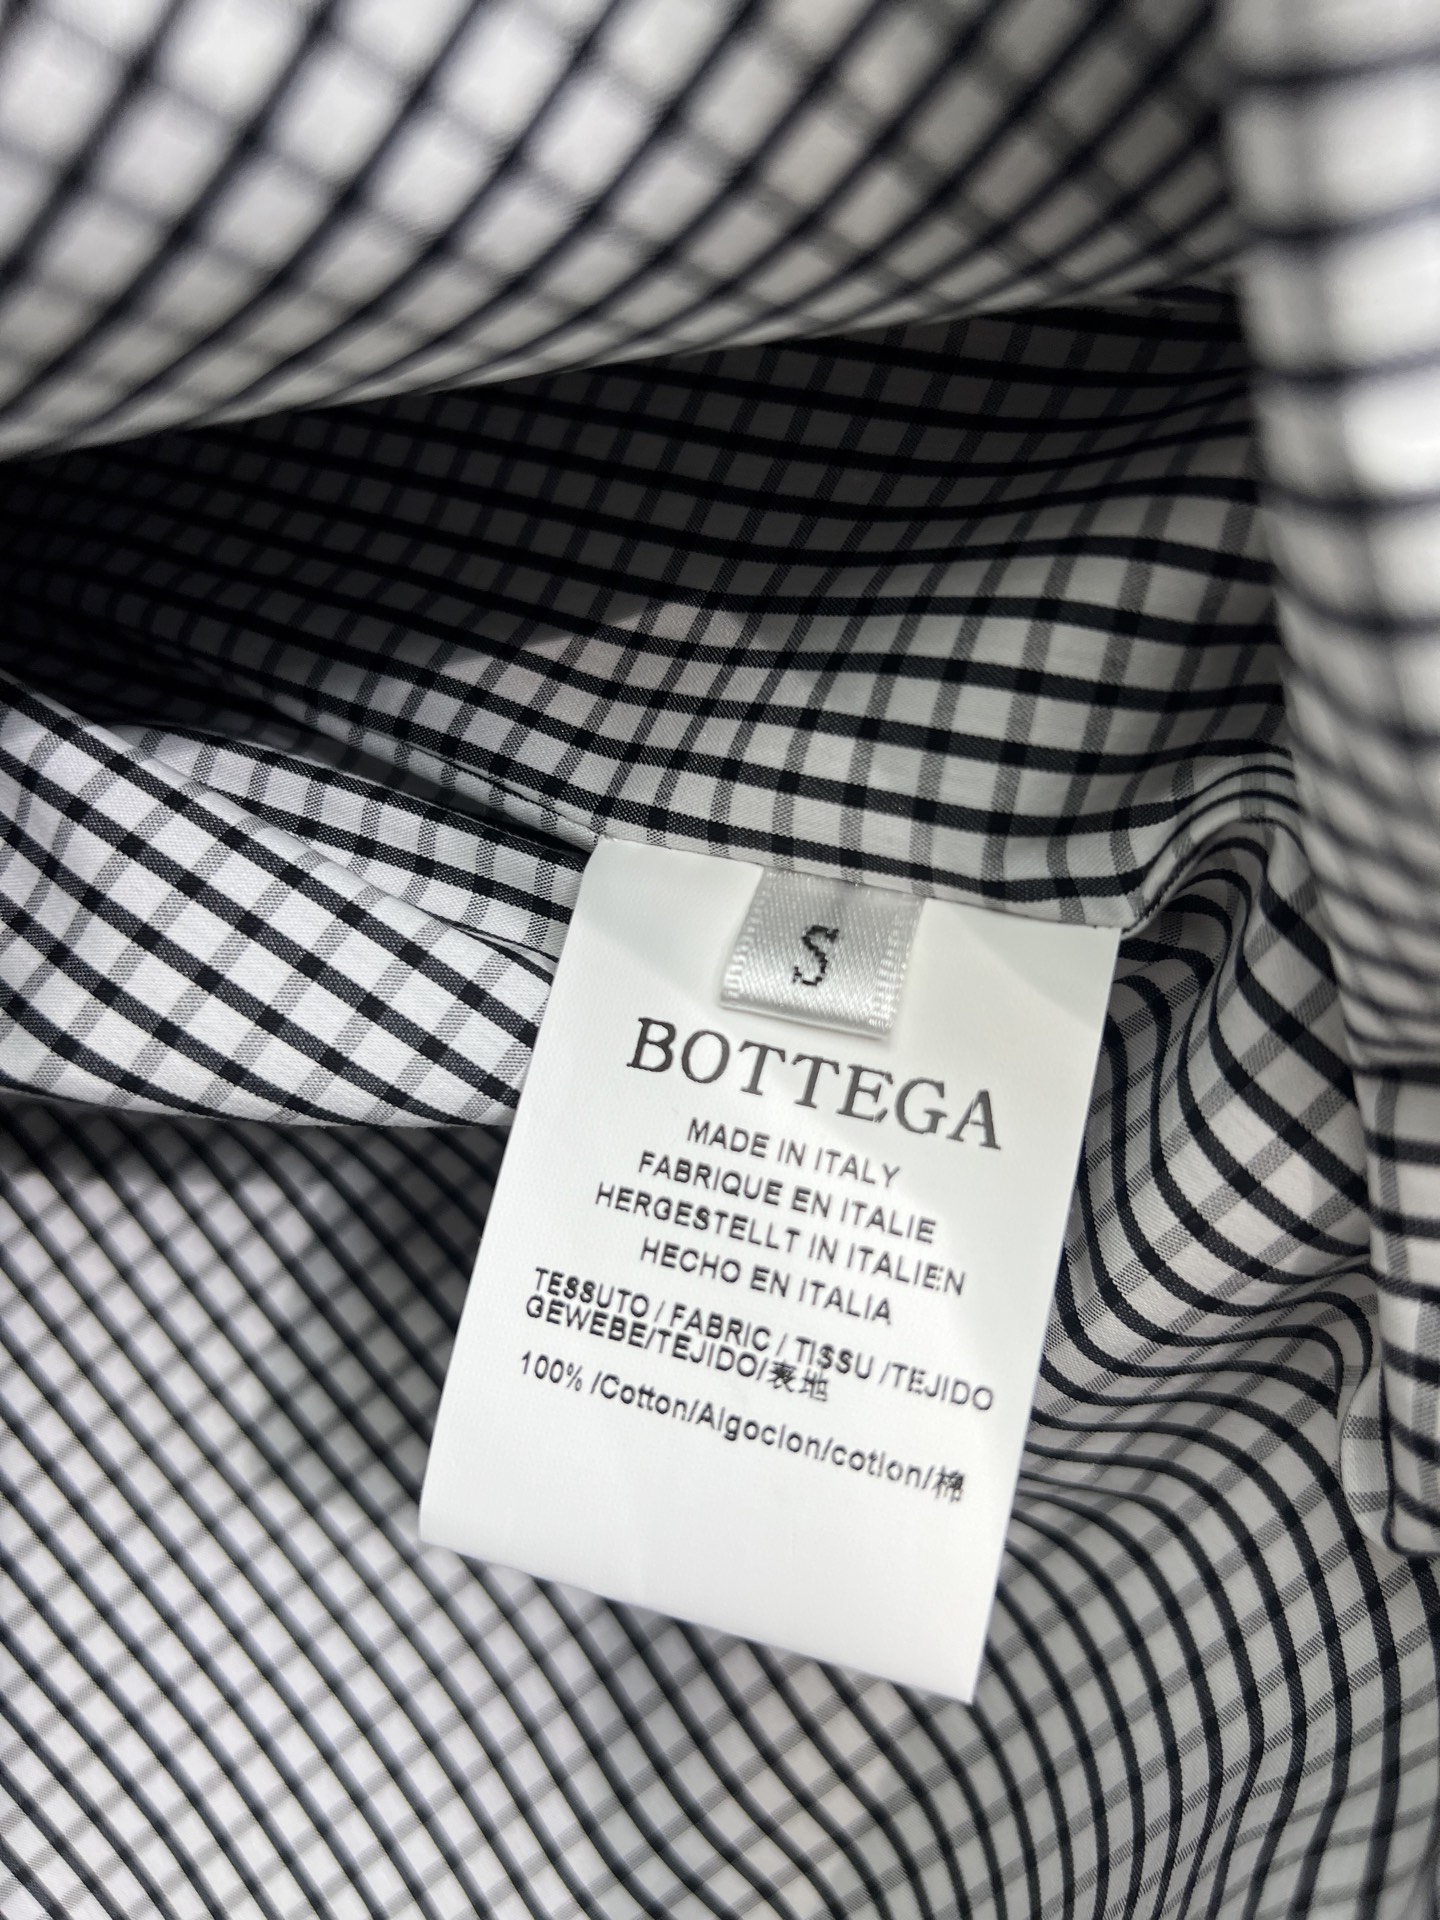 S
BOTTEGA
MADE IN ITALY
FABRIQUE EN ITALIE
HERGESTELLT IN ITALIEN
HECHO EN ITALIA
TESSUTO / FABRIC / TISSU /TEJIDO
GEWEBE/TEJIDO/表地
100% /Cotton/Algocion/cotion/棉